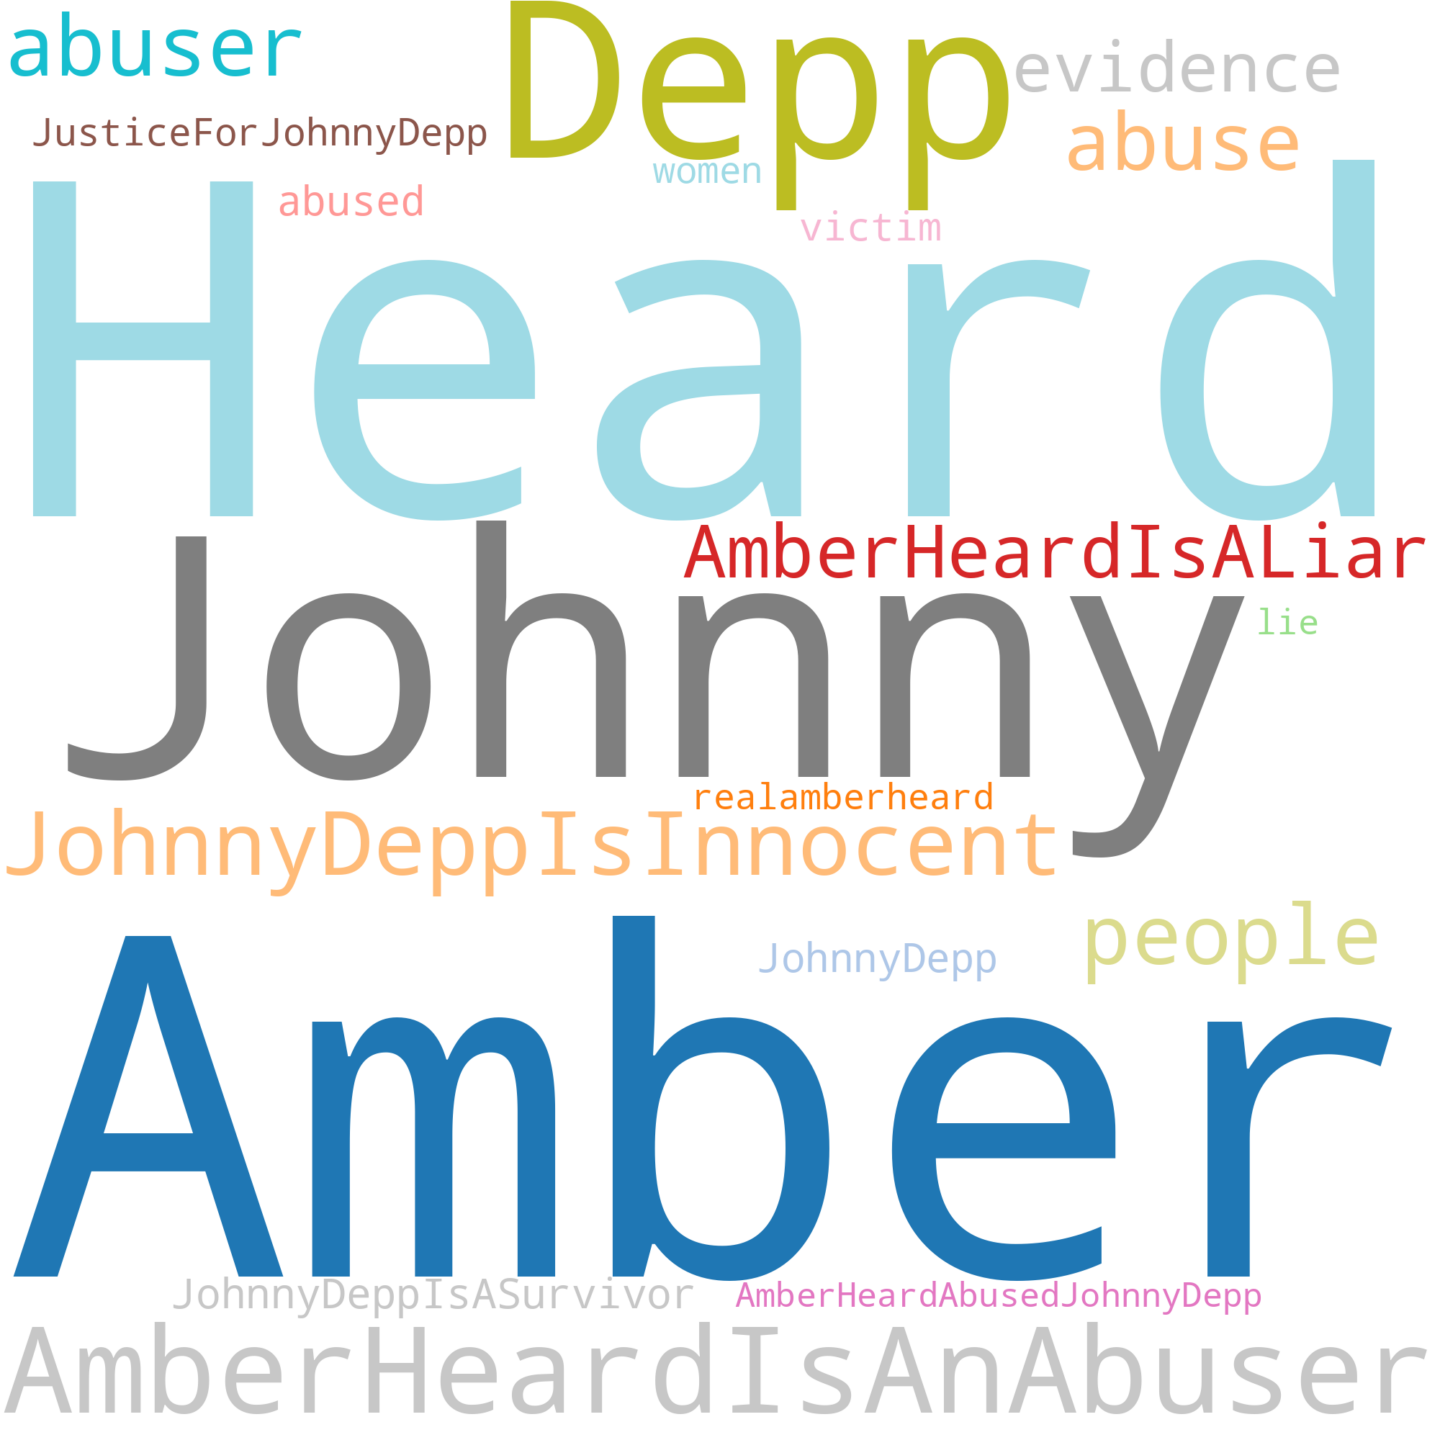 abuser
Depp
evidence
JusticeForJohnnyDepp
abuse
women
abused
victim
Heard
AmberHeardIsALiar
Johnny
lie
realamberheard
JohnnyDeppIsInnocent
people
JohnnyDepp
Amber
JohnnyDeppIsASurvivor
AmberHeardAbusedJohnnyDepp
AmberHeardIsAnAbuser